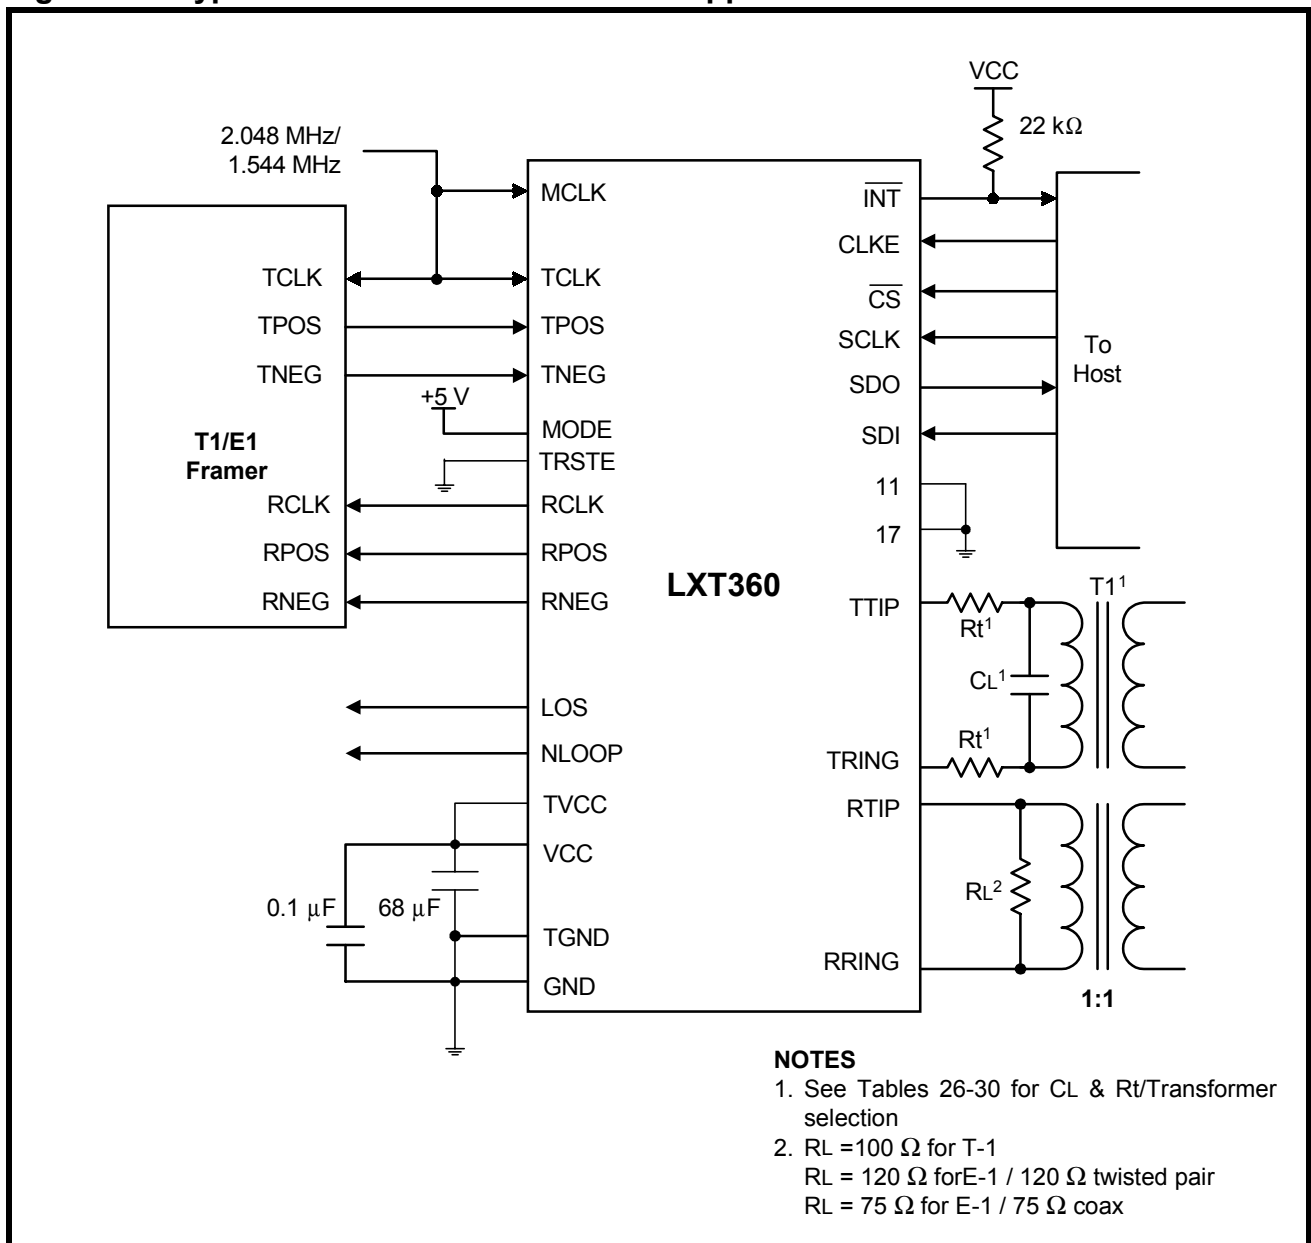 VCC
22 kΩ
2.048 MHz/
1.544 MHz
MCLK
INT
CLKE
TCLK
TCLK
CS
TPOS
TPOS
SCLK
To
Host
TNEG
TNEG
SDO
+5 V
MODE
SDI
T1/E1
Framer
TRSTE
11
RCLK
RCLK
17
RPOS
RPOS
LXT360
RNEG
RNEG
TTIP
Rt1
T11
CL1
LOS
Rt1
NLOOP
TRING
TVCC
RTIP
VCC
0.1 μF
68 μF
RL2
TGND
RRING
GND
1:1
NOTES
1. See Tables 26-30 for CL & Rt/Transformer
selection
2. RL =100 Ω for T-1
RL = 120 Ω forE-1 / 120 Ω twisted pair
RL = 75 Ω for E-1 / 75 Ω coax